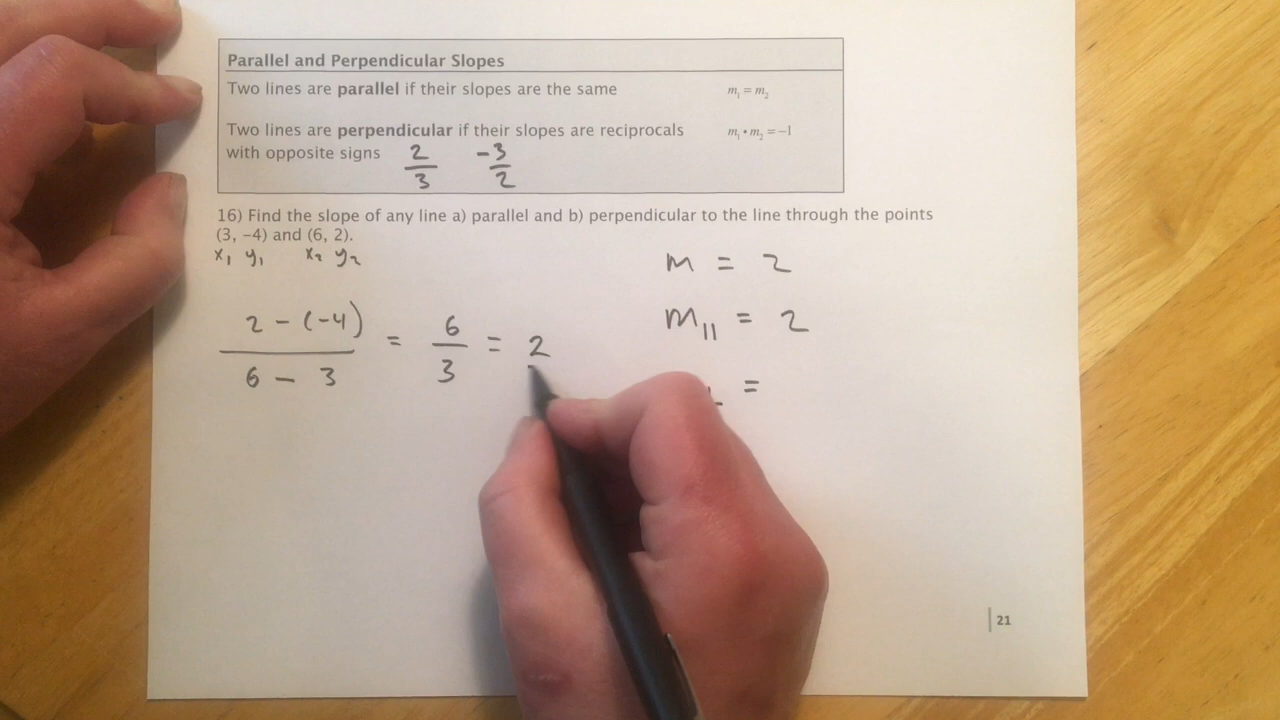 Parallel and Perpendicular Slopes
Two lines are parallel if their slopes are the same m₁ = m₂
Two lines are perpendicular if their slopes are reciprocals m₁•m₂ = −1
with opposite signs 2/3 -3/2
16) Find the slope of any line a) parallel and b) perpendicular to the line through the points
(3, −4) and (6, 2).
x₁ y₁ x₂ y₂
m = 2
2 - (-4) / 6 - 3 = 6/3 = 2
m|| = 2
=
21